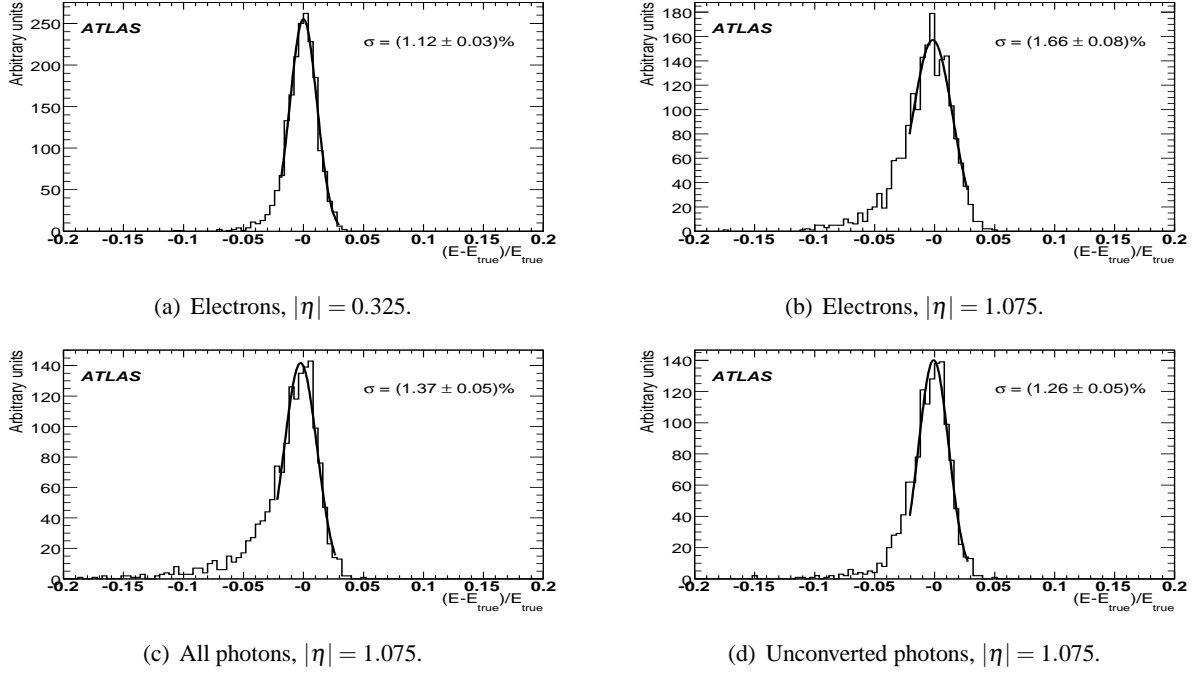 Arbitrary units
250
200
150
100
50
0
ATLAS
σ = (1.12 ± 0.03)%
-0.2 -0.15 -0.1 -0.05 -0 0.05 0.1 0.15 0.2
(E-E_true)/E_true
(a) Electrons, |η| = 0.325.
Arbitrary units
180
160
140
120
100
80
60
40
20
0
ATLAS
σ = (1.66 ± 0.08)%
-0.2 -0.15 -0.1 -0.05 -0 0.05 0.1 0.15 0.2
(E-E_true)/E_true
(b) Electrons, |η| = 1.075.
Arbitrary units
140
120
100
80
60
40
20
0
ATLAS
σ = (1.37 ± 0.05)%
-0.2 -0.15 -0.1 -0.05 -0 0.05 0.1 0.15 0.2
(E-E_true)/E_true
(c) All photons, |η| = 1.075.
Arbitrary units
140
120
100
80
60
40
20
0
ATLAS
σ = (1.26 ± 0.05)%
-0.2 -0.15 -0.1 -0.05 -0 0.05 0.1 0.15 0.2
(E-E_true)/E_true
(d) Unconverted photons, |η| = 1.075.